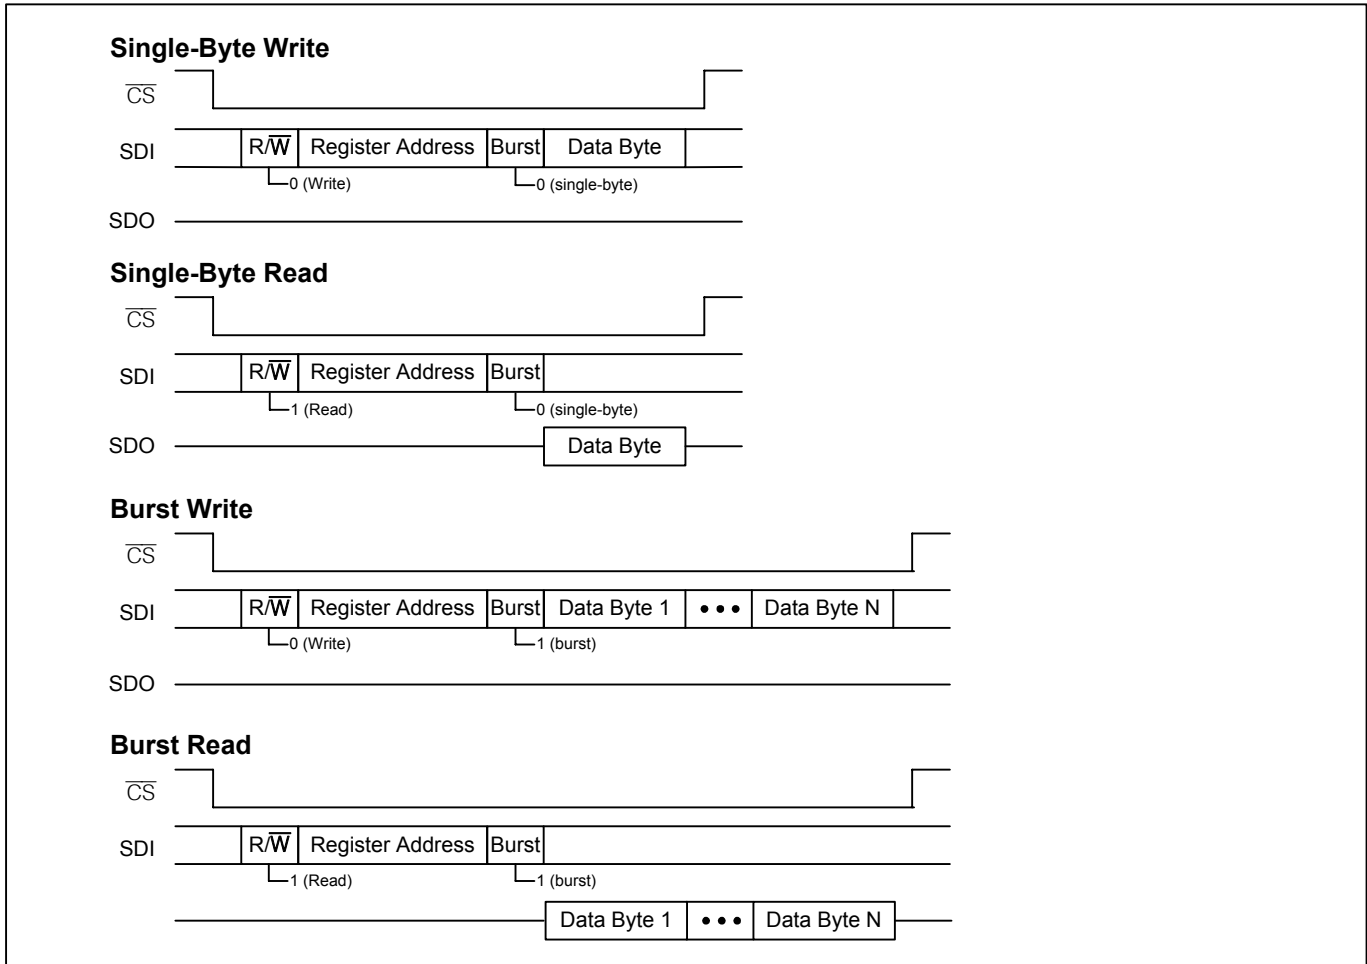 Single-Byte Write
CS
SDI R/W Register Address Burst Data Byte
0 (Write) 0 (single-byte)
SDO
Single-Byte Read
CS
SDI R/W Register Address Burst
1 (Read) 0 (single-byte)
SDO Data Byte
Burst Write
CS
SDI R/W Register Address Burst Data Byte 1 ••• Data Byte N
0 (Write) 1 (burst)
SDO
Burst Read
CS
SDI R/W Register Address Burst
1 (Read) 1 (burst)
Data Byte 1 ••• Data Byte N